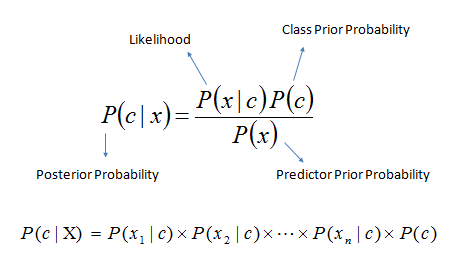 Likelihood
Class Prior Probability
P(c | x) = P(x | c)P(c) / P(x)
Posterior Probability
Predictor Prior Probability
P(c | X) = P(x₁ | c) × P(x₂ | c) × ⋯ × P(xₙ | c) × P(c)